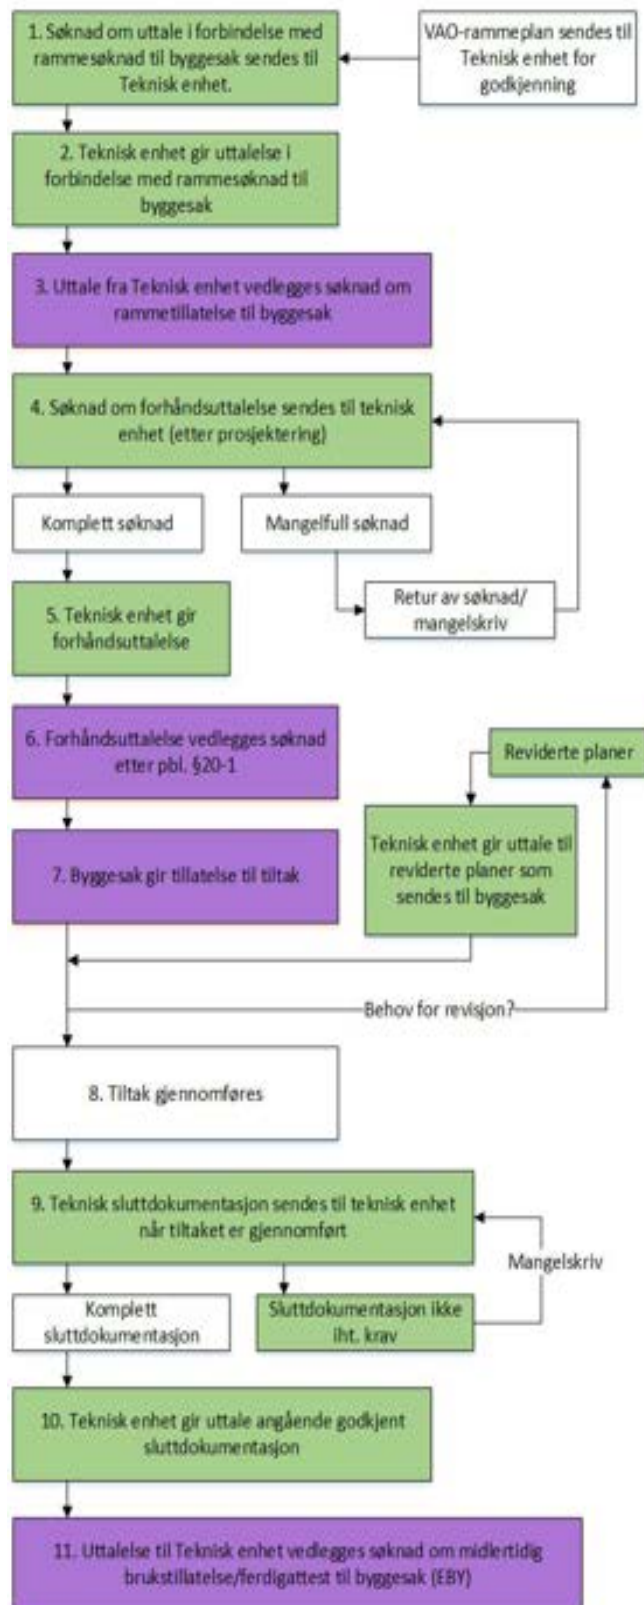 1. Søknad om uttale i forbindelse med
rammesøknad til byggesak sendes til
Teknisk enhet.
VAO-rammeplan sendes til
Teknisk enhet for
godkjenning
2. Teknisk enhet gir uttalelse i
forbindelse med rammesøknad til
byggesak
3. Uttale fra Teknisk enhet vedlegges søknad om
rammetillatelse til byggesak
4. Søknad om forhåndsuttalelse sendes til teknisk
enhet (etter prosjektering)
Komplett søknad
Mangelfull søknad
Retur av søknad/
mangelskriv
5. Teknisk enhet gir
forhåndsuttalelse
6. Forhåndsuttalelse vedlegges søknad
etter pbl. §20-1
Reviderte planer
7. Byggesak gir tillatelse til tiltak
Teknisk enhet gir uttale til
reviderte planer som
sendes til byggesak
Behov for revisjon?
8. Tiltak gjennomføres
9. Teknisk sluttdokumentasjon sendes til teknisk enhet
når tiltaket er gjennomført
Mangelskriv
Komplett
sluttdokumentasjon
Sluttdokumentasjon ikke
iht. krav
10. Teknisk enhet gir uttale angående godkjent
sluttdokumentasjon
11. Uttalelse til Teknisk enhet vedlegges søknad om midlertidig
brukstillatelse/ferdigattest til byggesak (EBY)